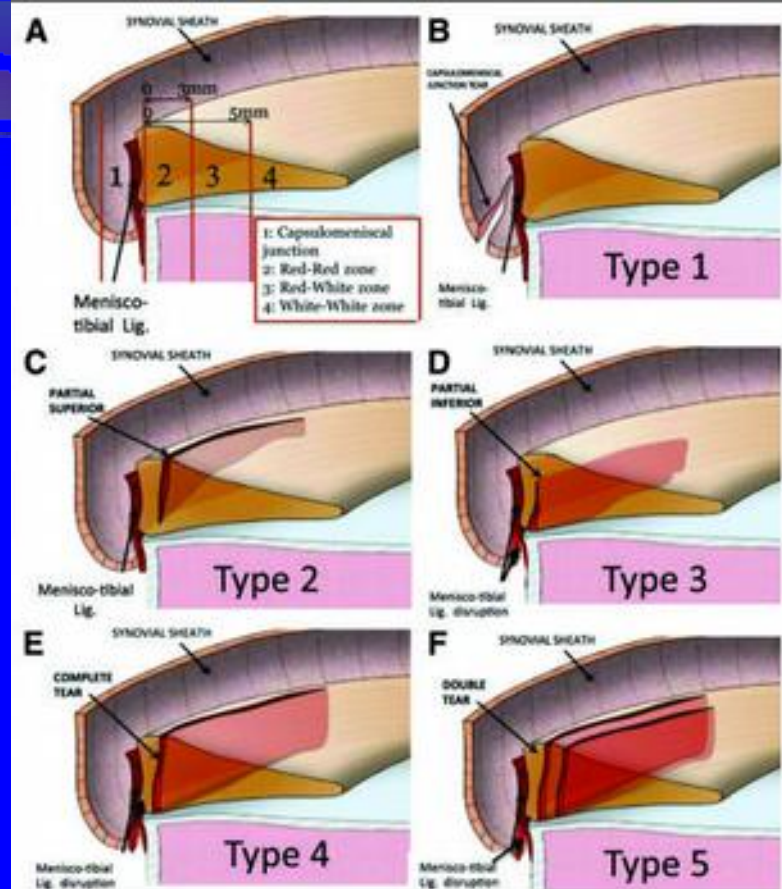 A
SYNOVIAL SHEATH
0 3mm
0 5mm
1 2 3 4
Menisco-
tibial Lig.
1: Capsulomeniscal
junction
2: Red-Red zone
3: Red-White zone
4: White-White zone
B
SYNOVIAL SHEATH
CAPSULOMENISCAL
JUNCTION TEAR
Menisco-
tibial Lig.
Type 1
C
SYNOVIAL SHEATH
PARTIAL
SUPERIOR
Menisco-tibial
Lig.
Type 2
D
SYNOVIAL SHEATH
PARTIAL
INFERIOR
Menisco-tibial
Lig. disruption
Type 3
E
SYNOVIAL SHEATH
COMPLETE
TEAR
Menisco-tibial
Lig. disruption
Type 4
F
SYNOVIAL SHEATH
DOUBLE
TEAR
Menisco-tibial
Lig. disruption
Type 5